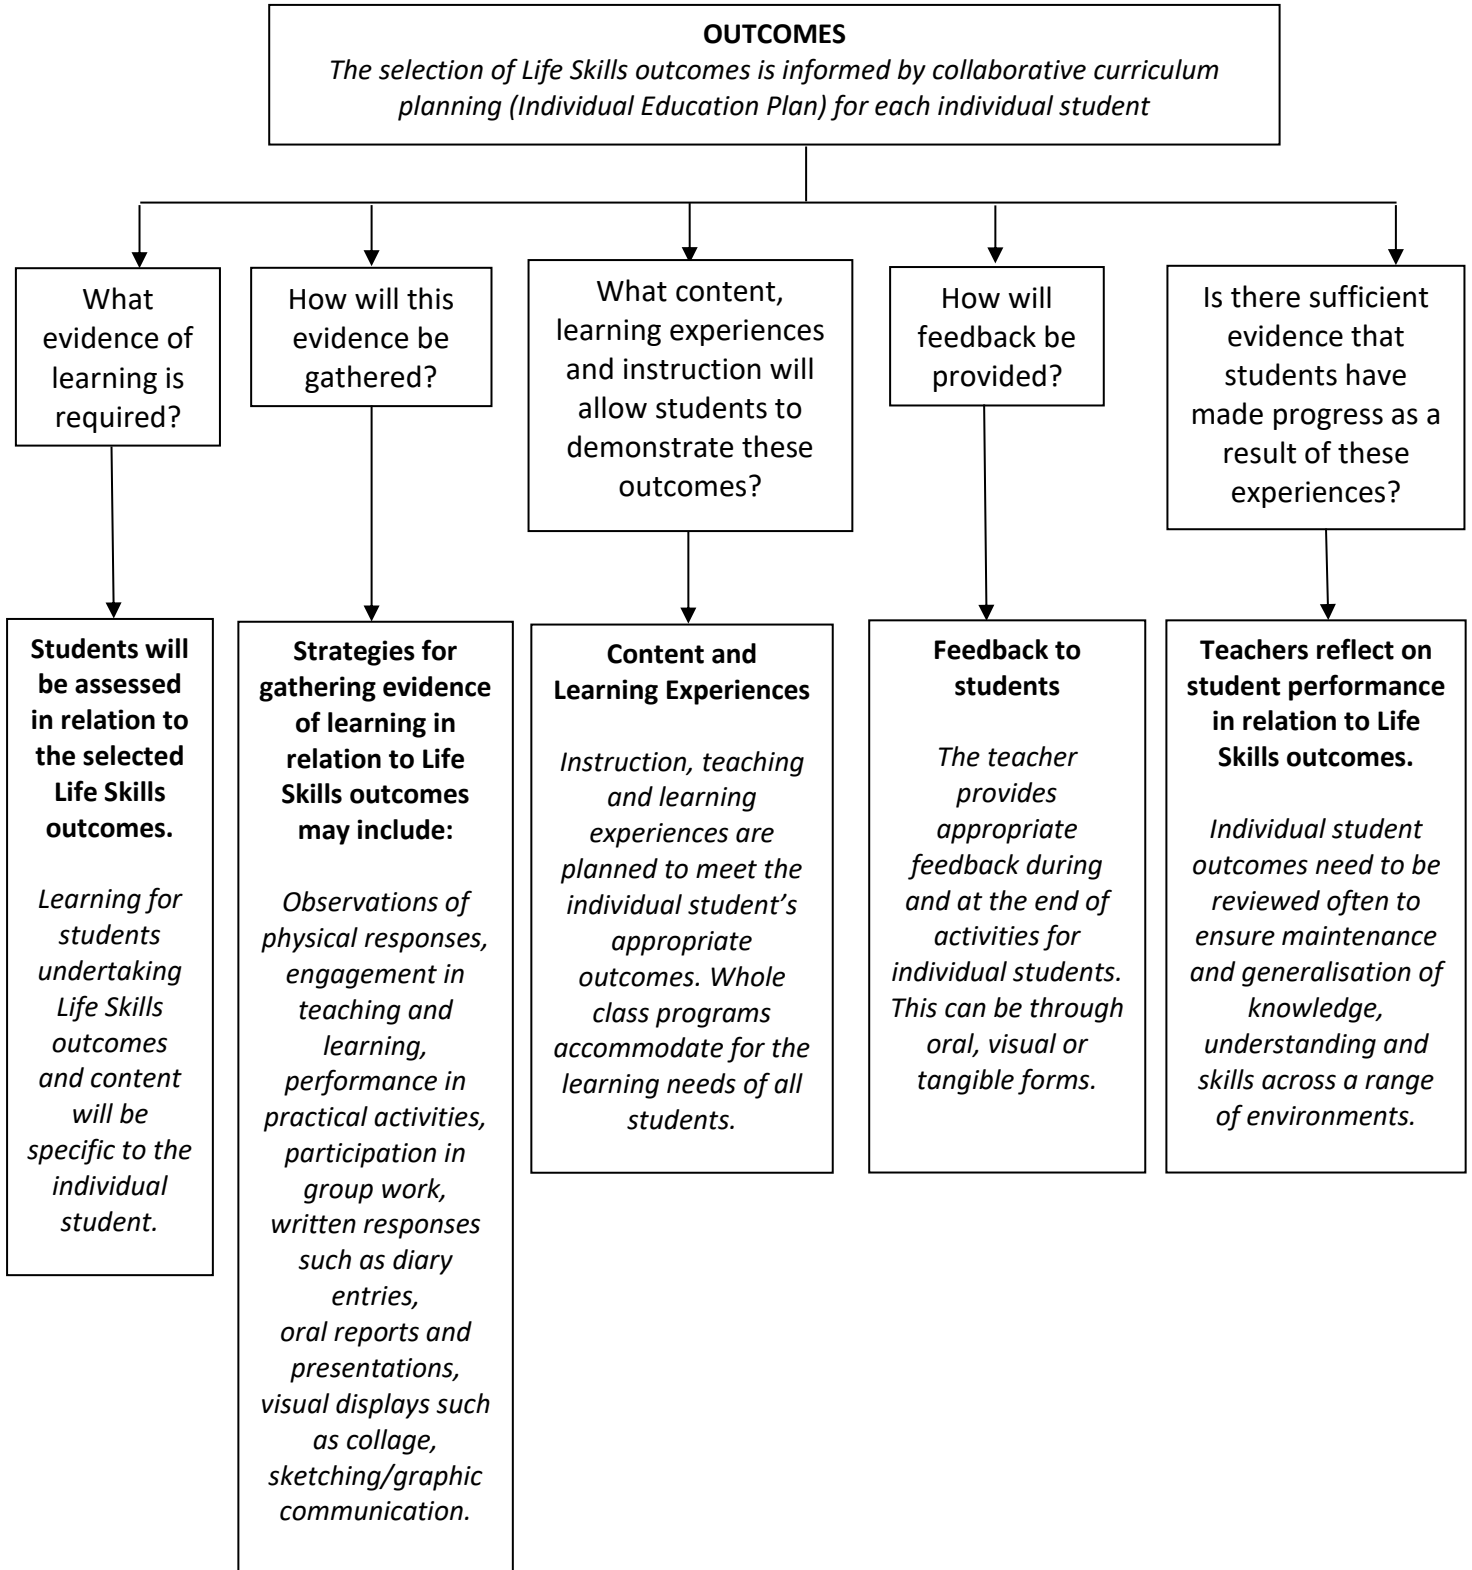 OUTCOMES
The selection of Life Skills outcomes is informed by collaborative curriculum
planning (Individual Education Plan) for each individual student
What
evidence of
learning is
required?
How will this
evidence be
gathered?
What content,
learning experiences
and instruction will
allow students to
demonstrate these
outcomes?
How will
feedback be
provided?
Is there sufficient
evidence that
students have
made progress as a
result of these
experiences?
Students will
be assessed
in relation to
the selected
Life Skills
outcomes.
Learning for
students
undertaking
Life Skills
outcomes
and content
will be
specific to the
individual
student.
Strategies for
gathering evidence
of learning in
relation to Life
Skills outcomes
may include:
Observations of
physical responses,
engagement in
teaching and
learning,
performance in
practical activities,
participation in
group work,
written responses
such as diary
entries,
oral reports and
presentations,
visual displays such
as collage,
sketching/graphic
communication.
Content and
Learning Experiences
Instruction, teaching
and learning
experiences are
planned to meet the
individual student’s
appropriate
outcomes. Whole
class programs
accommodate for the
learning needs of all
students.
Feedback to
students
The teacher
provides
appropriate
feedback during
and at the end of
activities for
individual students.
This can be through
oral, visual or
tangible forms.
Teachers reflect on
student performance
in relation to Life
Skills outcomes.
Individual student
outcomes need to be
reviewed often to
ensure maintenance
and generalisation of
knowledge,
understanding and
skills across a range
of environments.